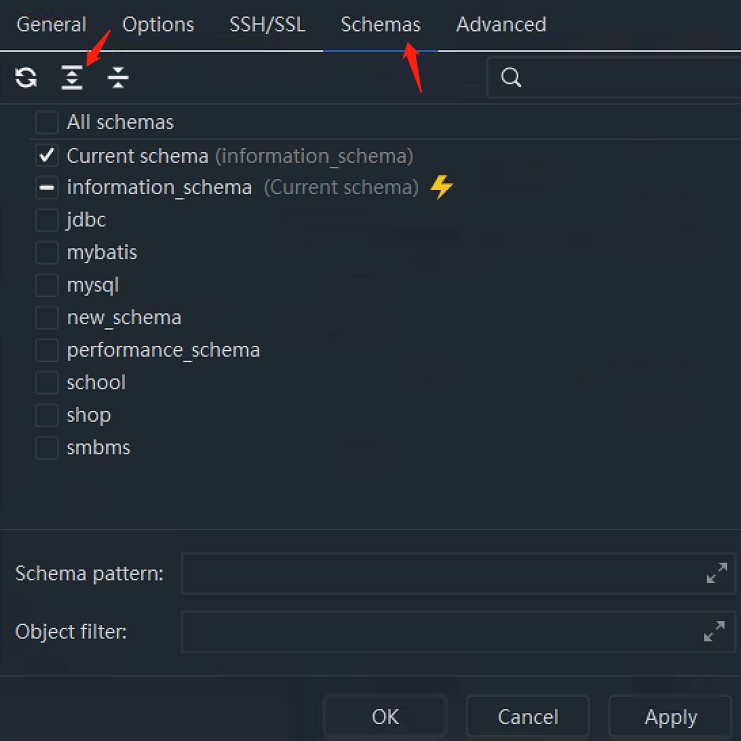 General Options SSH/SSL Schemas Advanced
All schemas
Current schema (information_schema)
information_schema (Current schema)
jdbc
mybatis
mysql
new_schema
performance_schema
school
shop
smbms
Schema pattern:
Object filter:
OK Cancel Apply